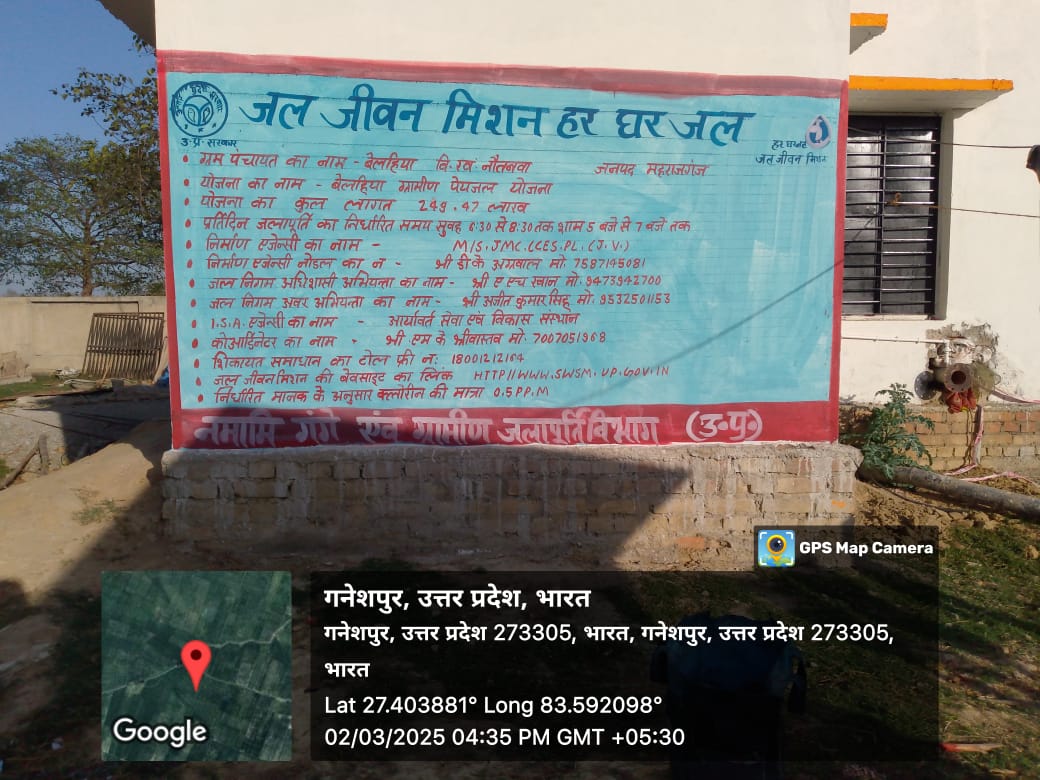 जल जीवन मिशन हर घर जल
उ.प्र. सरकार
हर घर जल
जल जीवन मिशन
ग्राम पंचायत का नाम - बेलहिया वि.ख नौतनवा जनपद महराजगंज
योजना का नाम - बेलहिया ग्रामीण पेयजल योजना
योजना का कुल लागत 249.47 लाख
प्रतिदिन जलापूर्ति का निर्धारित समय सुबह 6:30 से 8:30 तक शाम 5 बजे से 7 बजे तक
निर्माण एजेन्सी का नाम - M/S.JMC.CCES.PL.(J.V.)
निर्माण एजेन्सी नोडल का न - श्री डी के अग्रवाल मो. 7587145081
जल निगम अधिशासी अभियन्ता का नाम - श्री ए एच खान मो. 9473942700
जल निगम अवर अभियन्ता का नाम - श्री अजीत कुमार सिंह मो. 9532501153
I.S.A. एजेन्सी का नाम - आर्यावर्त सेवा एवं विकास संस्थान
कोआर्डिनेटर का नाम - श्री एम के श्रीवास्तव मो. 7007051968
शिकायत समाधान का टोल फ्री न: 18001212164
जल जीवन मिशन की बेवसाइट का लिंक HTTP//WWW.SWSM.UP.GOV.IN
निर्धारित मानक के अनुसार क्लोरीन की मात्रा 0.5 P.P.M
नमामि गंगे एंव ग्रामीण जलापूर्ति विभाग (उ.प्र.)
GPS Map Camera
गनेशपुर, उत्तर प्रदेश, भारत
गनेशपुर, उत्तर प्रदेश 273305, भारत, गनेशपुर, उत्तर प्रदेश 273305,
भारत
Lat 27.403881° Long 83.592098°
02/03/2025 04:35 PM GMT +05:30
Google